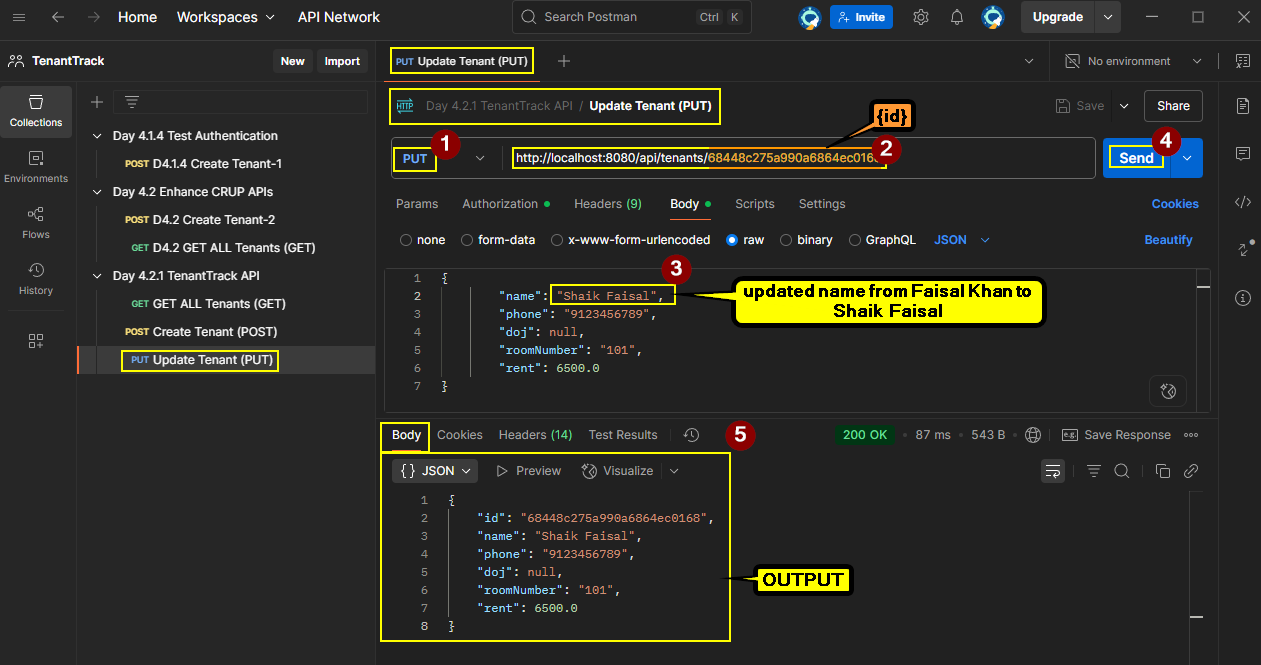 Home Workspaces API Network Search Postman Ctrl K Invite Upgrade
TenantTrack New Import PUT Update Tenant (PUT) No environment
Collections
Environments
Flows
History
Day 4.1.4 Test Authentication
POST D4.1.4 Create Tenant-1
Day 4.2 Enhance CRUP APIs
POST D4.2 Create Tenant-2
GET D4.2 GET ALL Tenants (GET)
Day 4.2.1 TenantTrack API
GET GET ALL Tenants (GET)
POST Create Tenant (POST)
PUT Update Tenant (PUT)
HTTP Day 4.2.1 TenantTrack API / Update Tenant (PUT) Save Share
{id}
1
2
4
PUT http://localhost:8080/api/tenants/68448c275a990a6864ec0168 Send
Params Authorization Headers (9) Body Scripts Settings Cookies
none form-data x-www-form-urlencoded raw binary GraphQL JSON Beautify
3
1 {
2 "name": "Shaik Faisal",
3 "phone": "9123456789",
4 "doj": null,
5 "roomNumber": "101",
6 "rent": 6500.0
7 }
updated name from Faisal Khan to
Shaik Faisal
Body Cookies Headers (14) Test Results 5 200 OK 87 ms 543 B e.g. Save Response
{} JSON Preview Visualize
1 {
2 "id": "68448c275a990a6864ec0168",
3 "name": "Shaik Faisal",
4 "phone": "9123456789",
5 "doj": null,
6 "roomNumber": "101",
7 "rent": 6500.0
8 }
OUTPUT